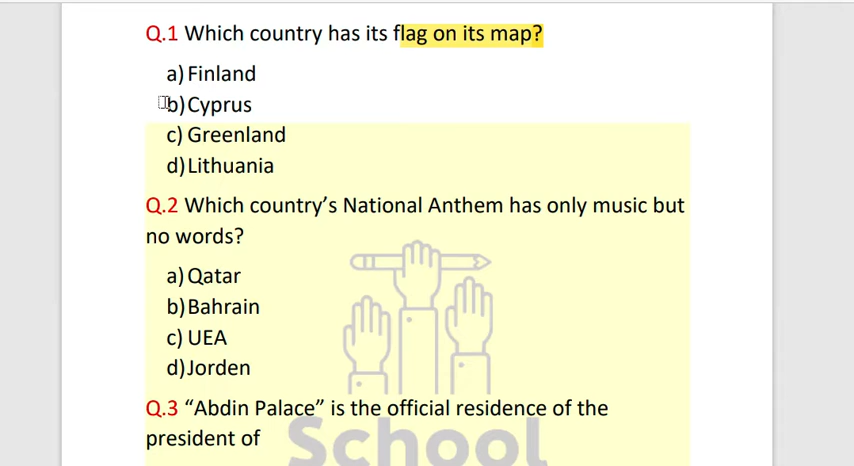 Q.1 Which country has its flag on its map?
a) Finland
b) Cyprus
c) Greenland
d) Lithuania
Q.2 Which country’s National Anthem has only music but
no words?
a) Qatar
b) Bahrain
c) UEA
d) Jorden
Q.3 “Abdin Palace” is the official residence of the
president of
School